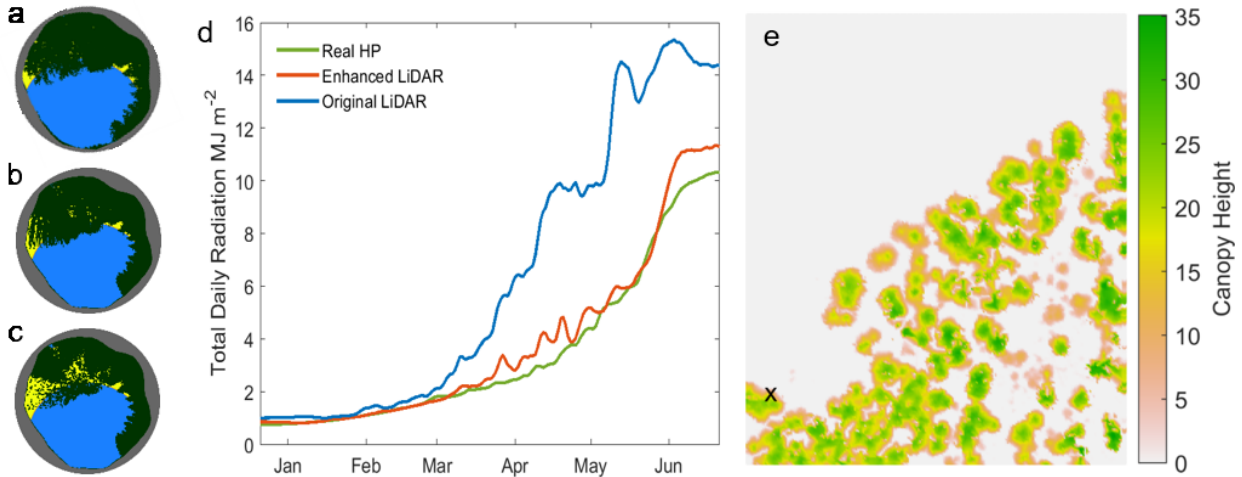 a
b
c
d
Total Daily Radiation MJ m⁻²
16
14
12
10
8
6
4
2
0
Real HP
Enhanced LiDAR
Original LiDAR
Jan Feb Mar Apr May Jun
e
x
35
30
25
20
15
10
5
0
Canopy Height